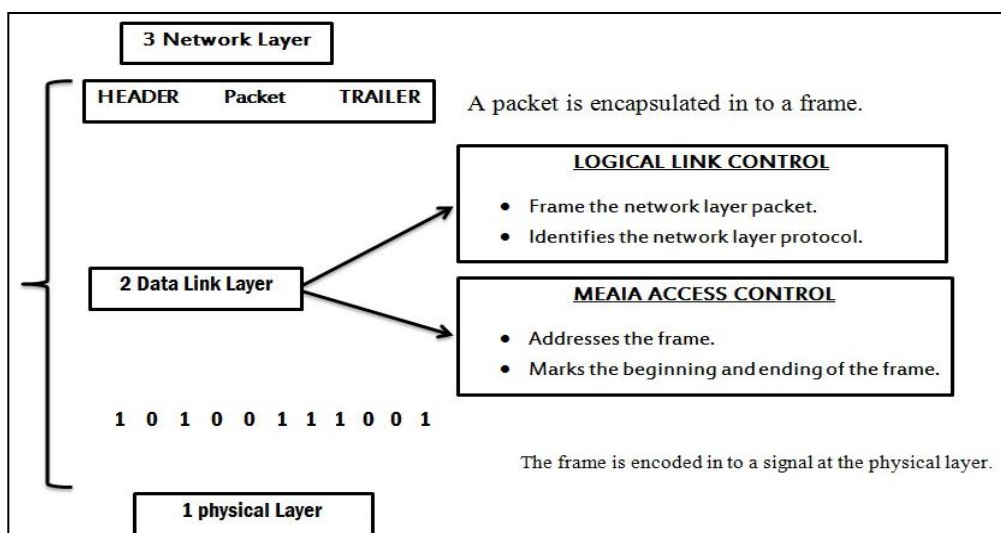 3 Network Layer
HEADER Packet TRAILER
A packet is encapsulated in to a frame.
LOGICAL LINK CONTROL
• Frame the network layer packet.
• Identifies the network layer protocol.
2 Data Link Layer
MEAIA ACCESS CONTROL
• Addresses the frame.
• Marks the beginning and ending of the frame.
1 0 1 0 0 1 1 1 0 0 1
The frame is encoded in to a signal at the physical layer.
1 physical Layer